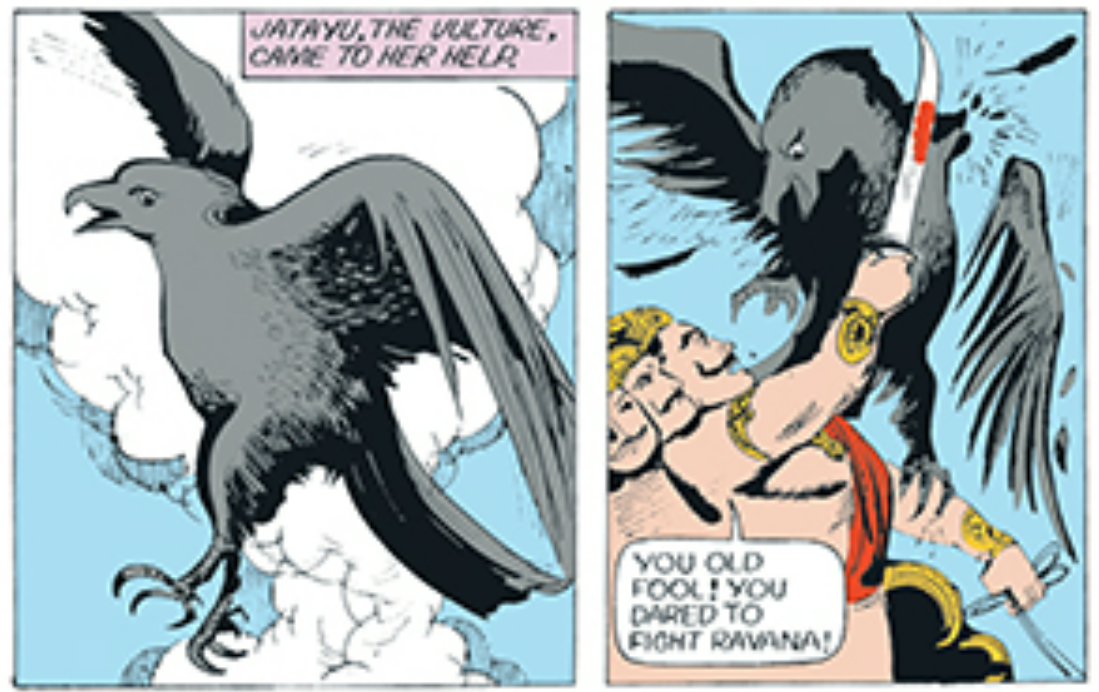 JATAYU, THE VULTURE,
CAME TO HER HELP.
YOU OLD
FOOL! YOU
DARED TO
FIGHT RAVANA!